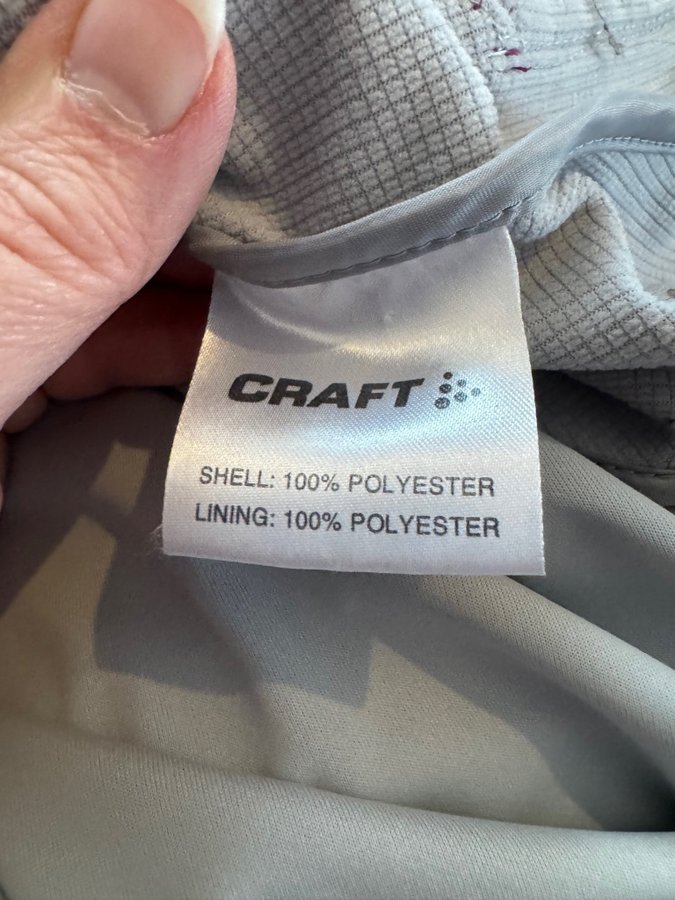 CRAFT
SHELL: 100% POLYESTER
LINING: 100% POLYESTER